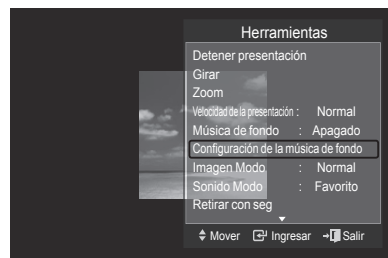 Herramientas
Detener presentación
Girar
Zoom
Velocidad de la presentación : Normal
Música de fondo : Apagado
Configuración de la música de fondo
Imagen Modo : Normal
Sonido Modo : Favorito
Retirar con seg
Mover Ingresar Salir